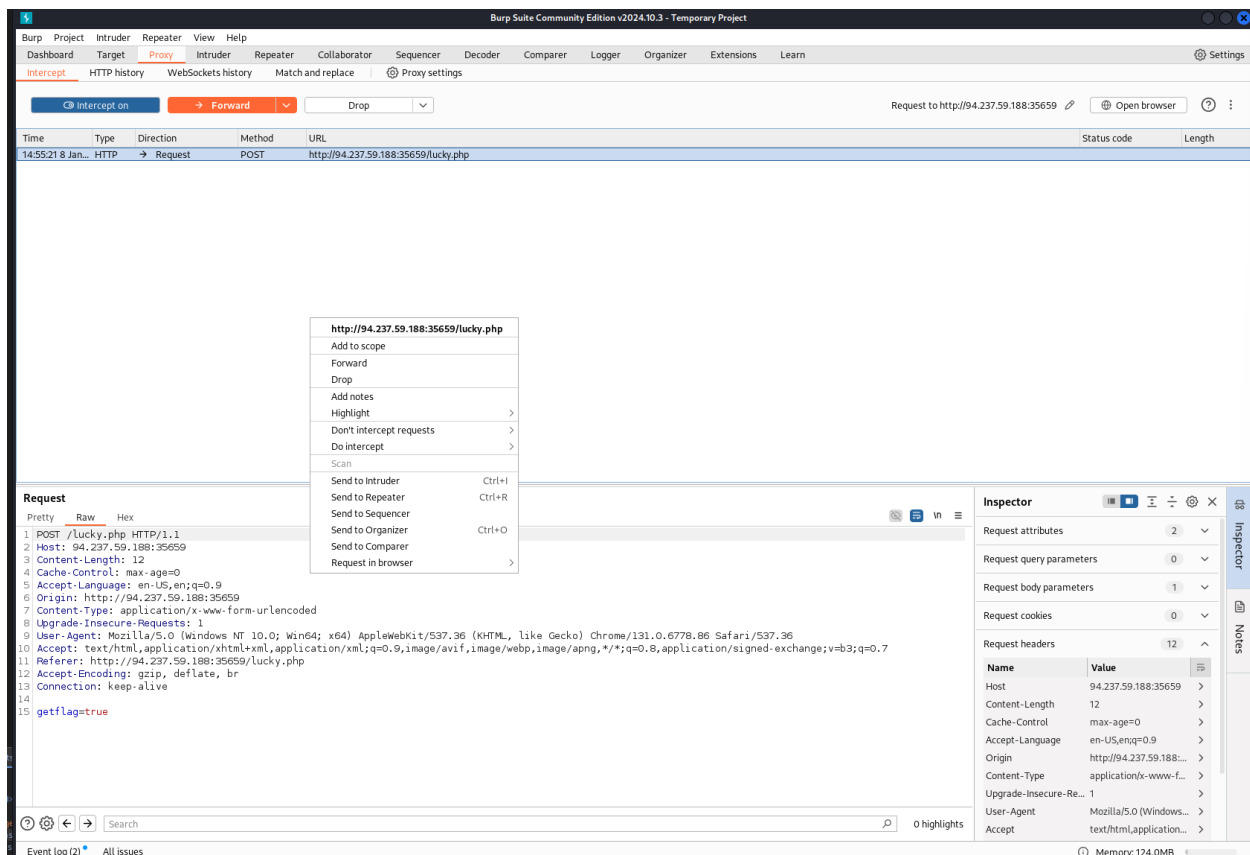 Burp Suite Community Edition v2024.10.3 - Temporary Project
Burp Project Intruder Repeater View Help
Dashboard Target Proxy Intruder Repeater Collaborator Sequencer Decoder Comparer Logger Organizer Extensions Learn Settings
Intercept HTTP history WebSockets history Match and replace Proxy settings
Intercept on Forward Drop Request to http://94.237.59.188:35659 Open browser
Time Type Direction Method URL Status code Length
14:55:21 8 Jan... HTTP → Request POST http://94.237.59.188:35659/lucky.php
http://94.237.59.188:35659/lucky.php
Add to scope
Forward
Drop
Add notes
Highlight
Don't intercept requests
Do intercept
Scan
Send to Intruder Ctrl+I
Send to Repeater Ctrl+R
Send to Sequencer
Send to Organizer Ctrl+O
Send to Comparer
Request in browser
Request
Pretty Raw Hex
\n
1 POST /lucky.php HTTP/1.1
2 Host: 94.237.59.188:35659
3 Content-Length: 12
4 Cache-Control: max-age=0
5 Accept-Language: en-US,en;q=0.9
6 Origin: http://94.237.59.188:35659
7 Content-Type: application/x-www-form-urlencoded
8 Upgrade-Insecure-Requests: 1
9 User-Agent: Mozilla/5.0 (Windows NT 10.0; Win64; x64) AppleWebKit/537.36 (KHTML, like Gecko) Chrome/131.0.6778.86 Safari/537.36
10 Accept: text/html,application/xhtml+xml,application/xml;q=0.9,image/avif,image/webp,image/apng,*/*;q=0.8,application/signed-exchange;v=b3;q=0.7
11 Referer: http://94.237.59.188:35659/lucky.php
12 Accept-Encoding: gzip, deflate, br
13 Connection: keep-alive
14
15 getflag=true
Search 0 highlights
Inspector
Request attributes 2
Request query parameters 0
Request body parameters 1
Request cookies 0
Request headers 12
Name Value
Host 94.237.59.188:35659
Content-Length 12
Cache-Control max-age=0
Accept-Language en-US,en;q=0.9
Origin http://94.237.59.188:...
Content-Type application/x-www-f...
Upgrade-Insecure-Re... 1
User-Agent Mozilla/5.0 (Windows...
Accept text/html,application...
Inspector
Notes
Event log (2) All issues Memory: 124.0MB